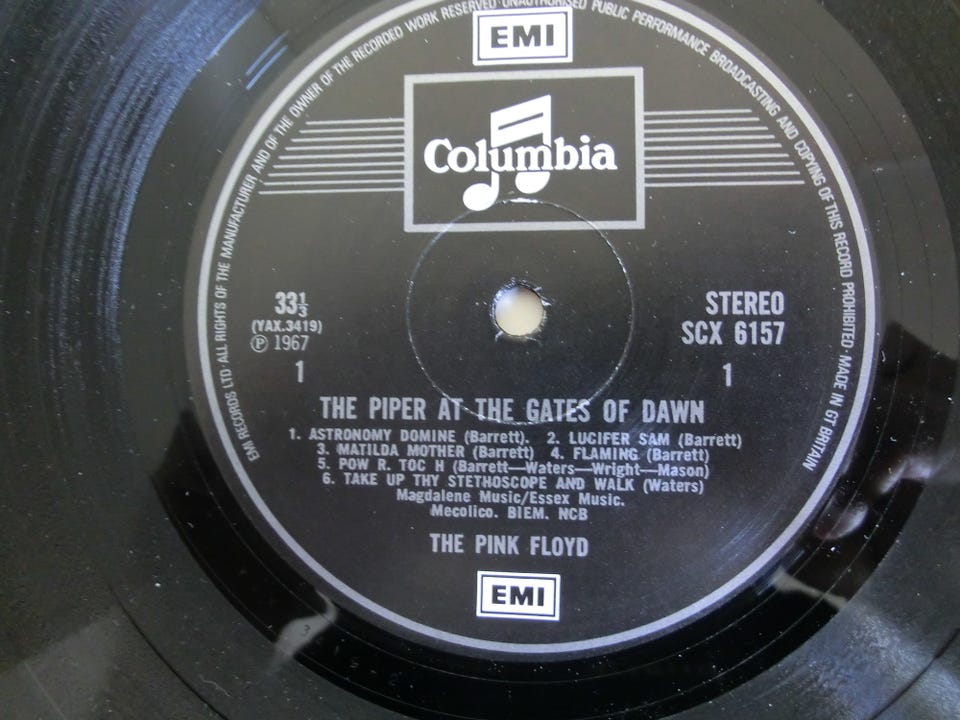 EMI
EMI RECORDS LTD · ALL RIGHTS OF THE MANUFACTURER AND OF THE OWNER OF THE RECORDED WORK RESERVED · UNAUTHORISED PUBLIC PERFORMANCE BROADCASTING AND COPYING OF THIS RECORD PROHIBITED · MADE IN GT BRITAIN
Columbia
33⅓
(YAX.3419)
Ⓟ 1967
1
STEREO
SCX 6157
1
THE PIPER AT THE GATES OF DAWN
1. ASTRONOMY DOMINE (Barrett). 2. LUCIFER SAM (Barrett)
3. MATILDA MOTHER (Barrett) 4. FLAMING (Barrett)
5. POW R. TOC H (Barrett—Waters—Wright—Mason)
6. TAKE UP THY STETHOSCOPE AND WALK (Waters)
Magdalene Music/Essex Music.
Mecolico. BIEM. NCB
THE PINK FLOYD
EMI